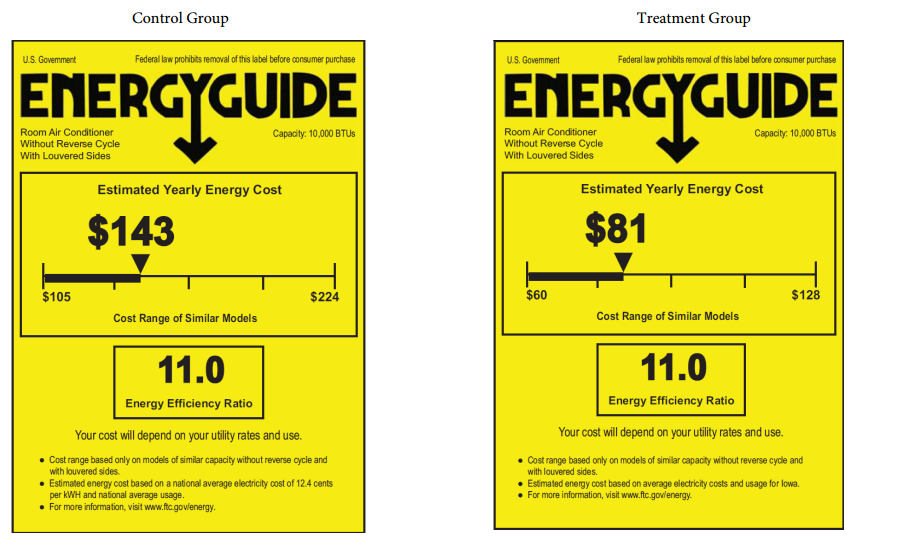 Control Group
U.S. Government
Federal law prohibits removal of this label before consumer purchase
ENERGYGUIDE
Room Air Conditioner
Without Reverse Cycle
With Louvered Sides
Capacity: 10,000 BTUs
Estimated Yearly Energy Cost
$143
$105
$224
Cost Range of Similar Models
11.0
Energy Efficiency Ratio
Your cost will depend on your utility rates and use.
● Cost range based only on models of similar capacity without reverse cycle and
with louvered sides.
● Estimated energy cost based on a national average electricity cost of 12.4 cents
per kWH and national average usage.
● For more information, visit www.ftc.gov/energy.
Treatment Group
U.S. Government
Federal law prohibits removal of this label before consumer purchase
ENERGYGUIDE
Room Air Conditioner
Without Reverse Cycle
With Louvered Sides
Capacity: 10,000 BTUs
Estimated Yearly Energy Cost
$81
$60
$128
Cost Range of Similar Models
11.0
Energy Efficiency Ratio
Your cost will depend on your utility rates and use.
● Cost range based only on models of similar capacity without reverse cycle and
with louvered sides.
● Estimated energy cost based on average electricity costs and usage for Iowa.
● For more information, visit www.ftc.gov/energy.